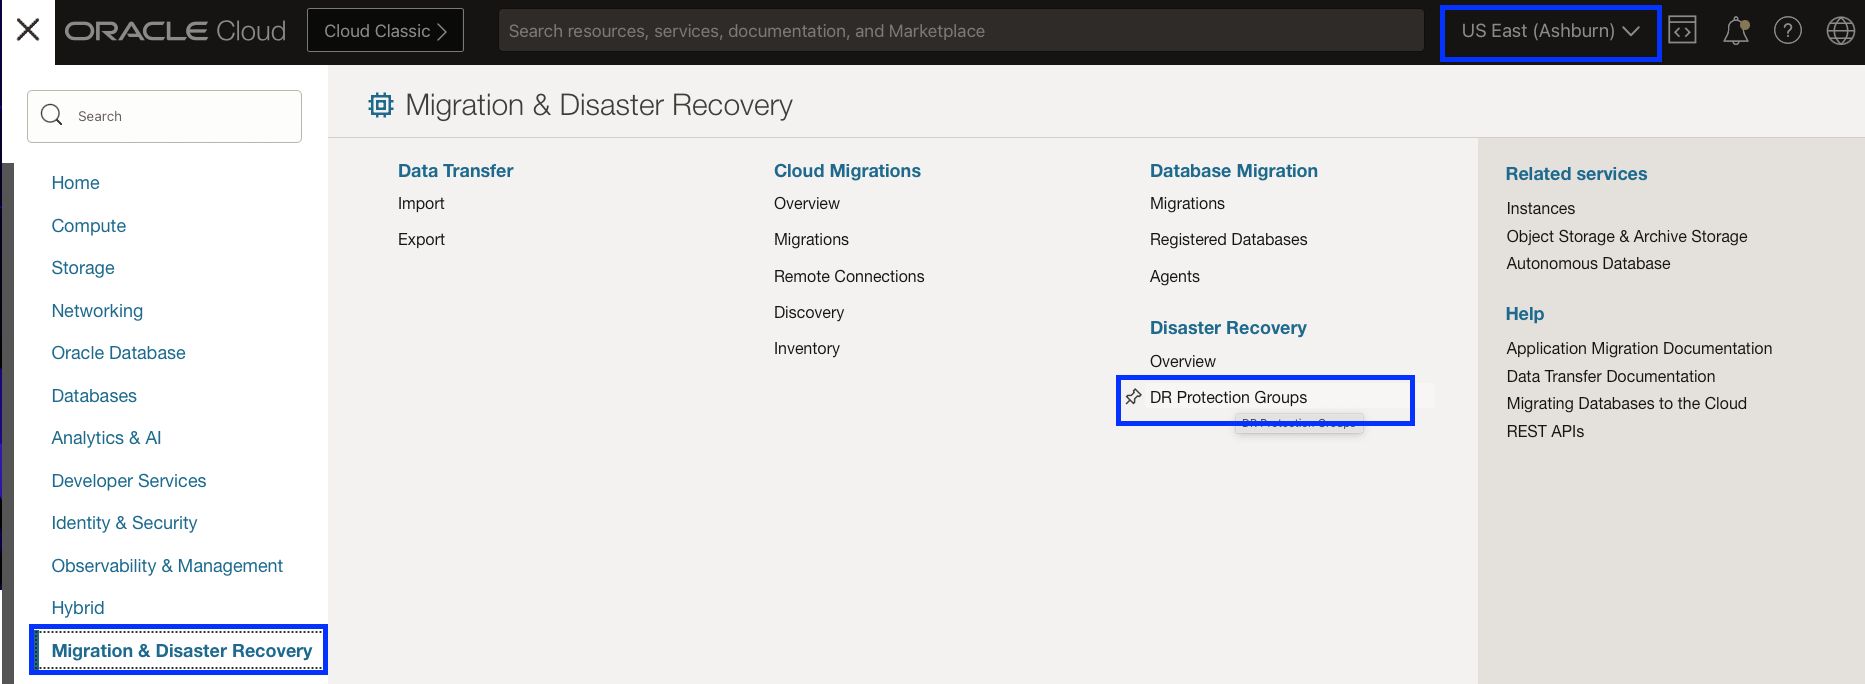 ORACLE Cloud
Cloud Classic
Search resources, services, documentation, and Marketplace
US East (Ashburn)
Search
Home
Compute
Storage
Networking
Oracle Database
Databases
Analytics & AI
Developer Services
Identity & Security
Observability & Management
Hybrid
Migration & Disaster Recovery
Migration & Disaster Recovery
Data Transfer
Import
Export
Cloud Migrations
Overview
Migrations
Remote Connections
Discovery
Inventory
Database Migration
Migrations
Registered Databases
Agents
Disaster Recovery
Overview
DR Protection Groups
DR Protection Groups
Related services
Instances
Object Storage & Archive Storage
Autonomous Database
Help
Application Migration Documentation
Data Transfer Documentation
Migrating Databases to the Cloud
REST APIs